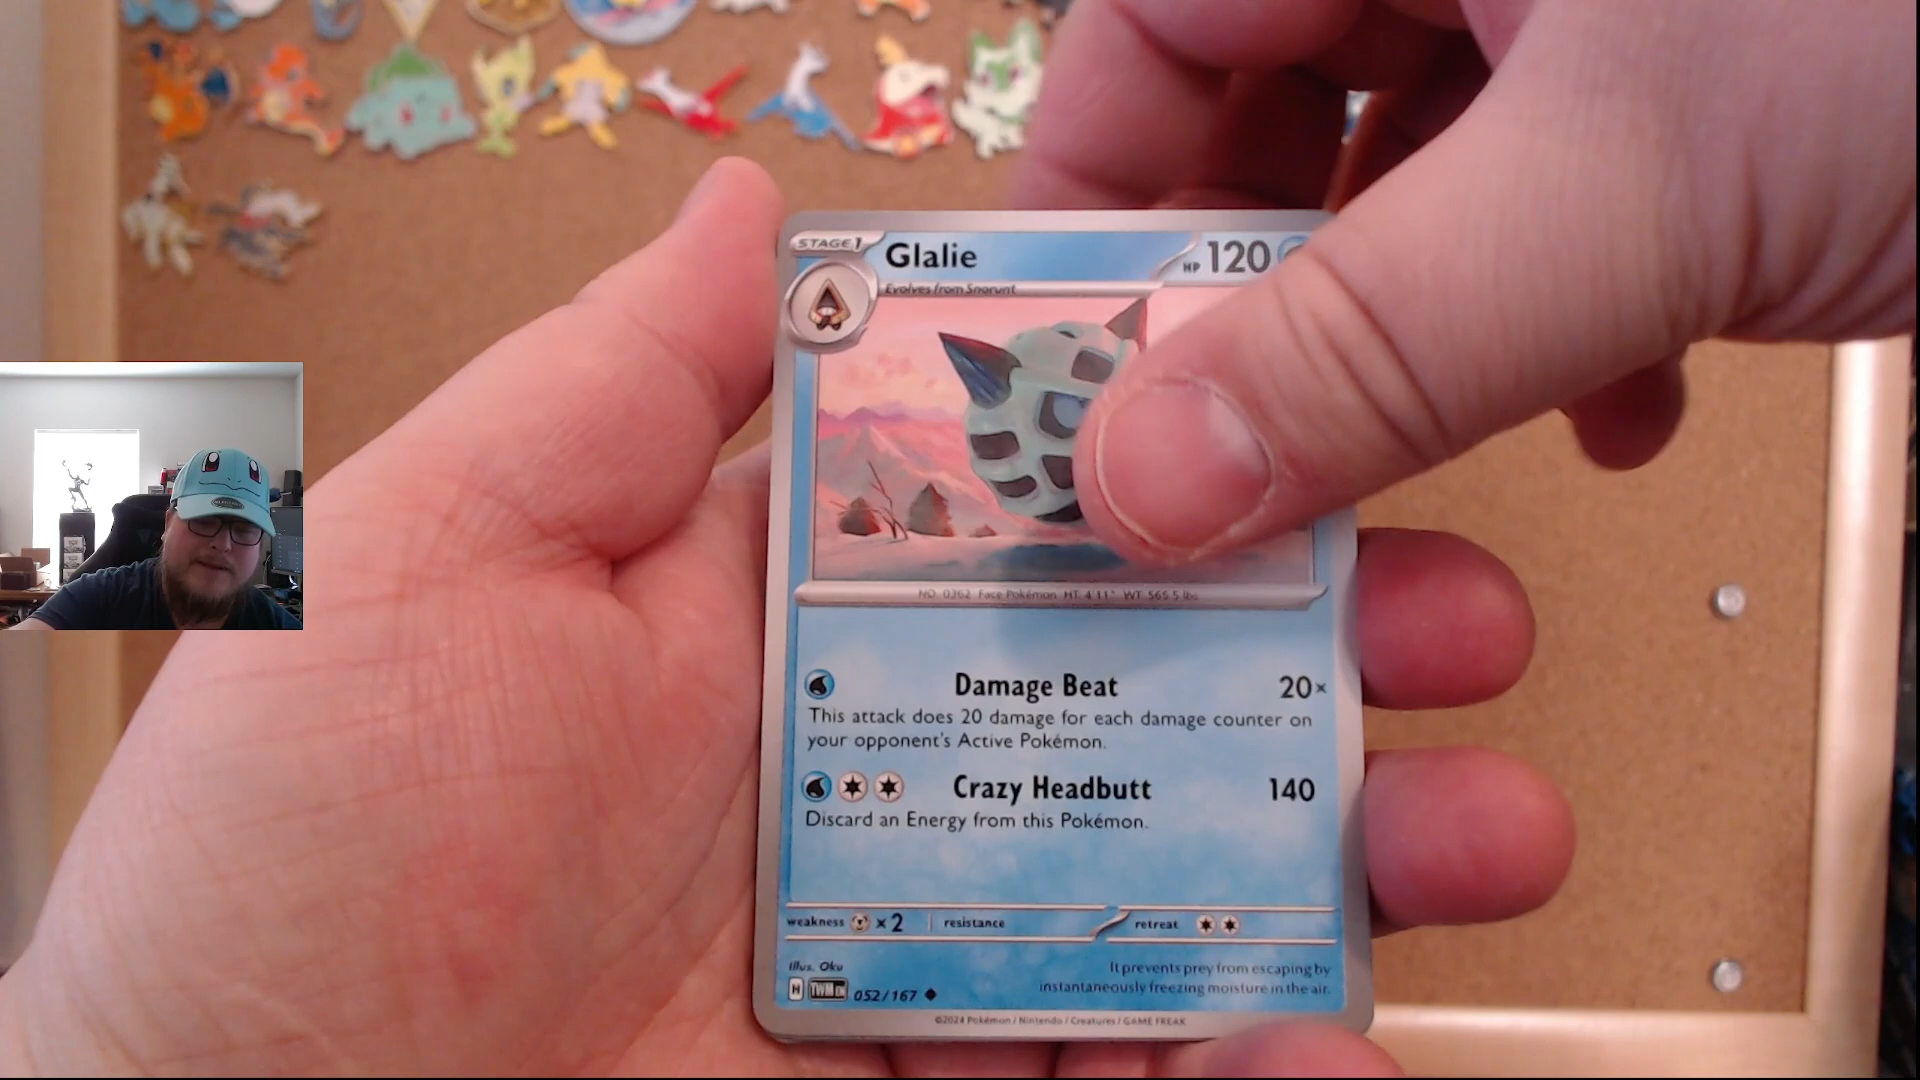 STAGE 1 Glalie HP 120
Evolves from Snorunt
NO. 0362 Face Pokémon HT: 4'11" WT: 565.5 lbs.
Damage Beat 20×
This attack does 20 damage for each damage counter on
your opponent's Active Pokémon.
Crazy Headbutt 140
Discard an Energy from this Pokémon.
weakness ×2 resistance retreat
Illus. Oku
It prevents prey from escaping by
instantaneously freezing moisture in the air.
H TWM EN 052/167
©2024 Pokémon / Nintendo / Creatures / GAME FREAK